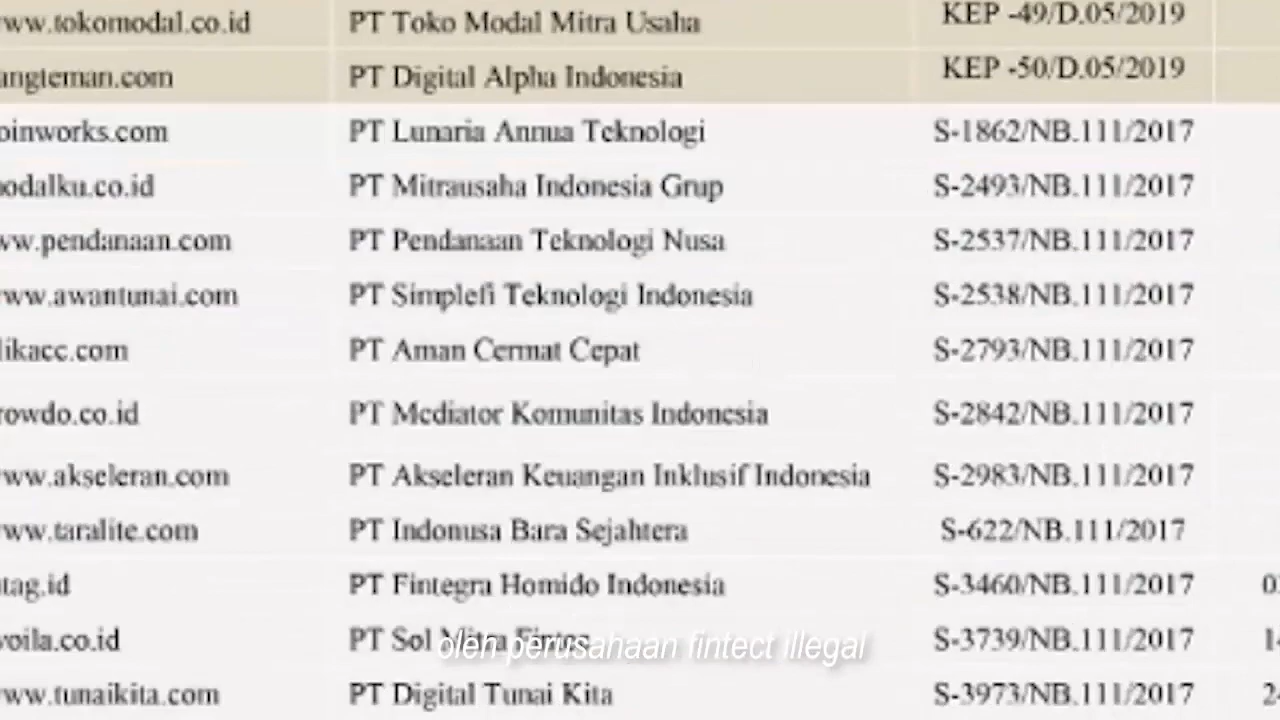 www.tokomodal.co.id PT Toko Modal Mitra Usaha KEP -49/D.05/2019
angteman.com PT Digital Alpha Indonesia KEP -50/D.05/2019
oinworks.com PT Lunaria Annua Teknologi S-1862/NB.111/2017
odalku.co.id PT Mitrausaha Indonesia Grup S-2493/NB.111/2017
ww.pendanaan.com PT Pendanaan Teknologi Nusa S-2537/NB.111/2017
www.awantunai.com PT Simplefi Teknologi Indonesia S-2538/NB.111/2017
likacc.com PT Aman Cermat Cepat S-2793/NB.111/2017
rowdo.co.id PT Mediator Komunitas Indonesia S-2842/NB.111/2017
www.akseleran.com PT Akseleran Keuangan Inklusif Indonesia S-2983/NB.111/2017
www.taralite.com PT Indonusa Bara Sejahtera S-622/NB.111/2017
tag.id PT Fintegra Homido Indonesia S-3460/NB.111/2017
voila.co.id PT Sol S-3739/NB.111/2017
oleh perusahaan fintect illegal
www.tunaikita.com PT Digital Tunai Kita S-3973/NB.111/2017